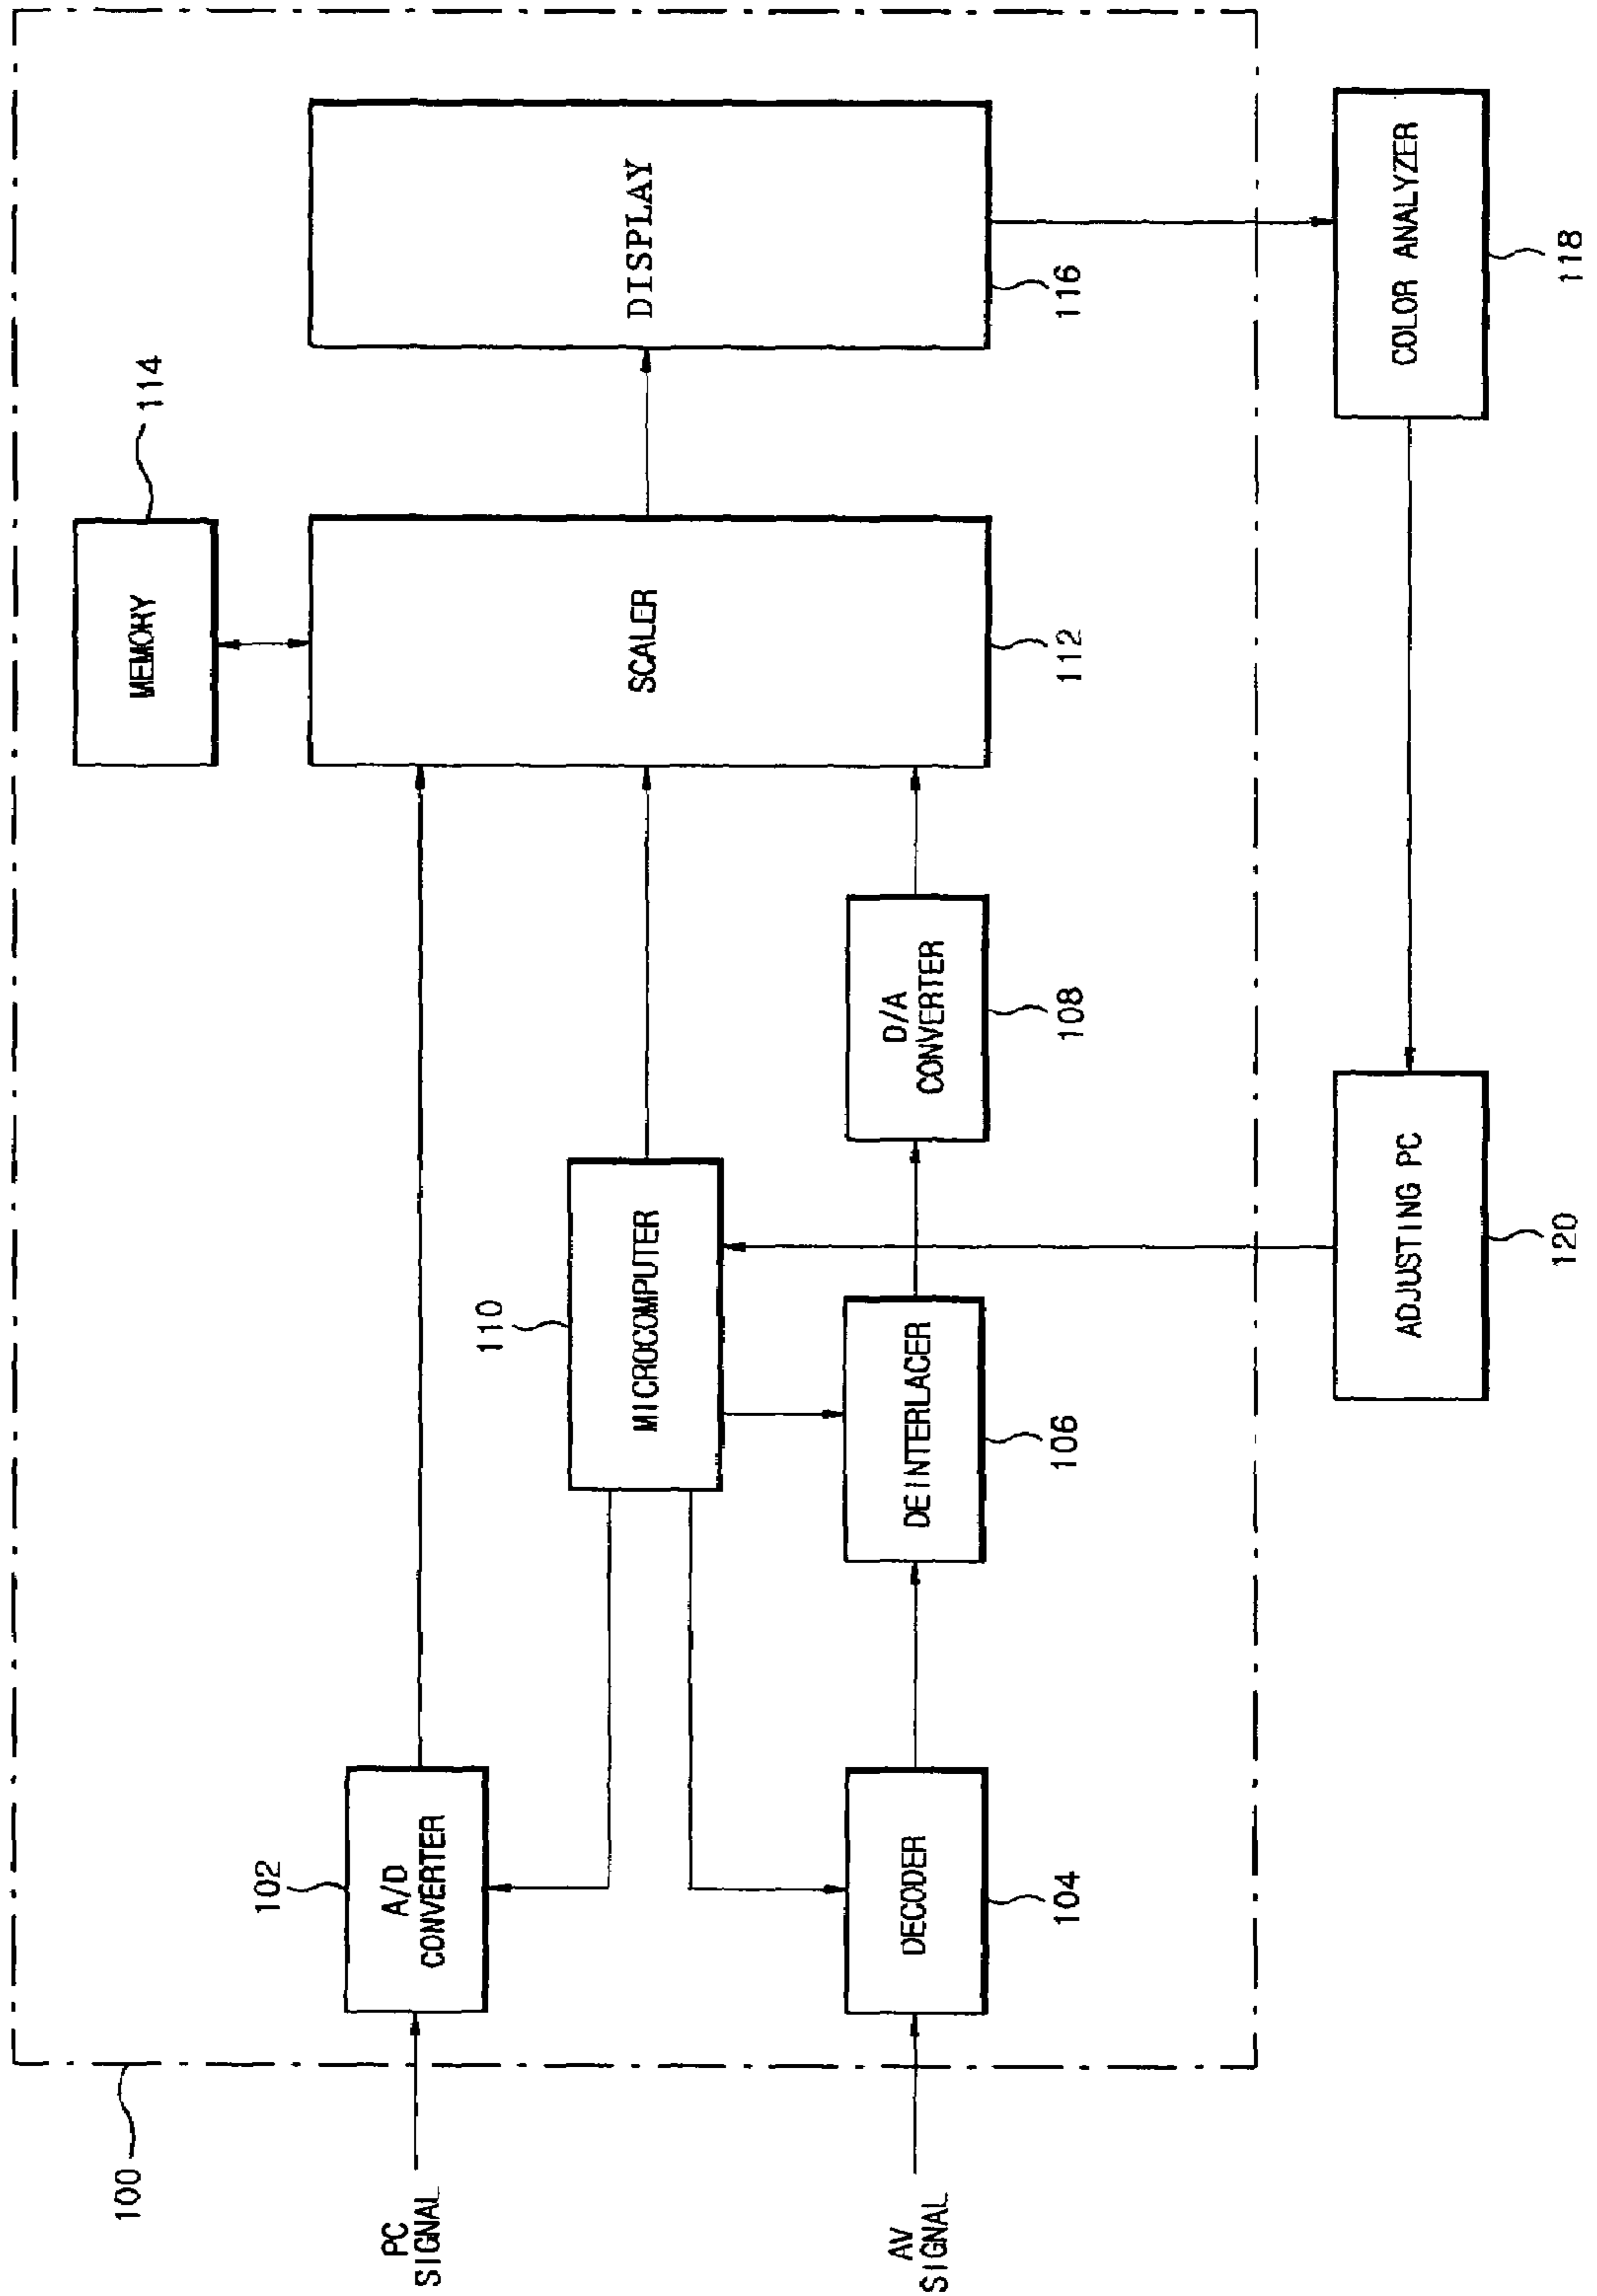 100
PC
SIGNAL
102
A/D
CONVERTER
AV
SIGNAL
DECODER
104
110
MICROCOMPUTER
DEINTERLACER
106
D/A
CONVERTER
108
MEMORY
114
SCALER
112
DISPLAY
116
ADJUSTING PC
120
COLOR ANALYZER
118